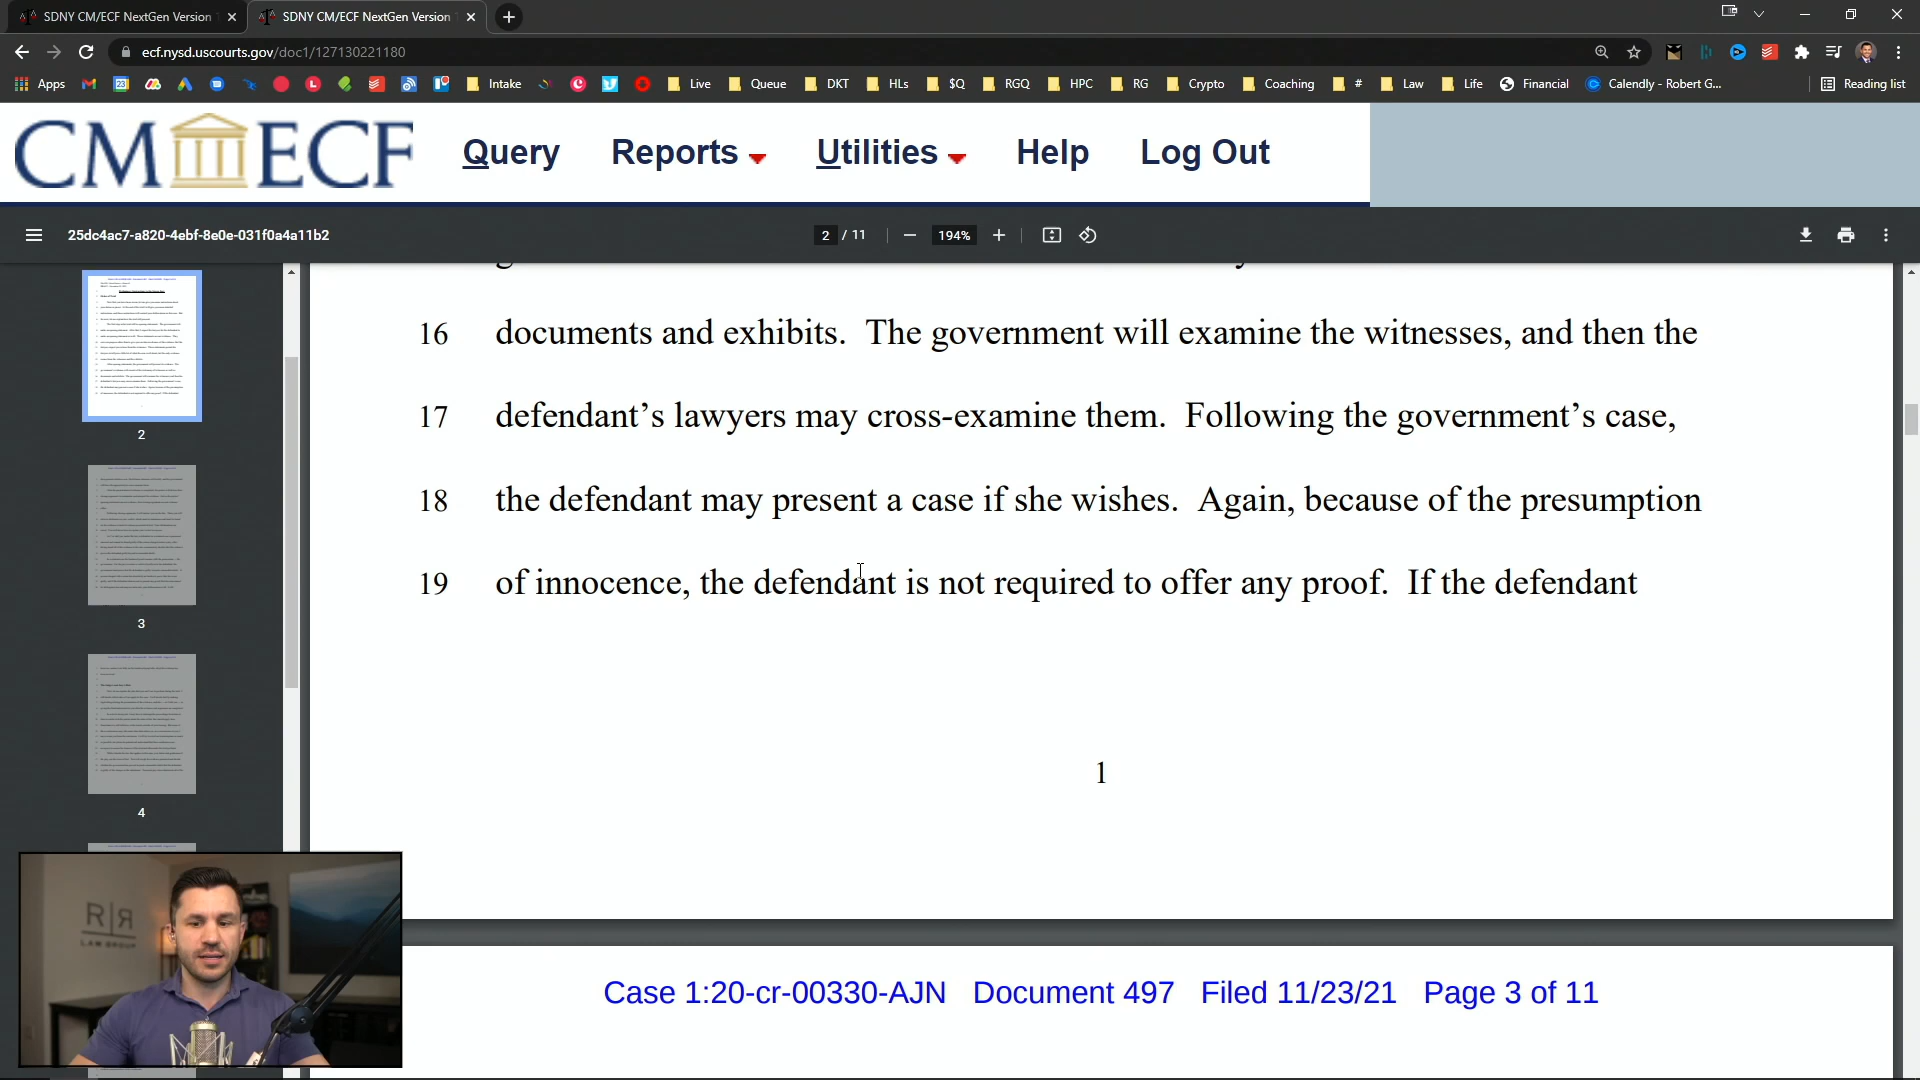 SDNY CM/ECF NextGen Version
SDNY CM/ECF NextGen Version
ecf.nysd.uscourts.gov/doc1/127130221180
Apps
23
Intake
Live
Queue
DKT
HLs
$Q
RGQ
HPC
RG
Crypto
Coaching
#
Law
Life
Financial
Calendly - Robert G...
Reading list
CM ECF
Query
Reports
Utilities
Help
Log Out
25dc4ac7-a820-4ebf-8e0e-031f0a4a11b2
2 / 11
194%
16 documents and exhibits. The government will examine the witnesses, and then the
17 defendant's lawyers may cross-examine them. Following the government's case,
18 the defendant may present a case if she wishes. Again, because of the presumption
19 of innocence, the defendant is not required to offer any proof. If the defendant
1
Case 1:20-cr-00330-AJN Document 497 Filed 11/23/21 Page 3 of 11
2
3
4
R|R
LAW GROUP